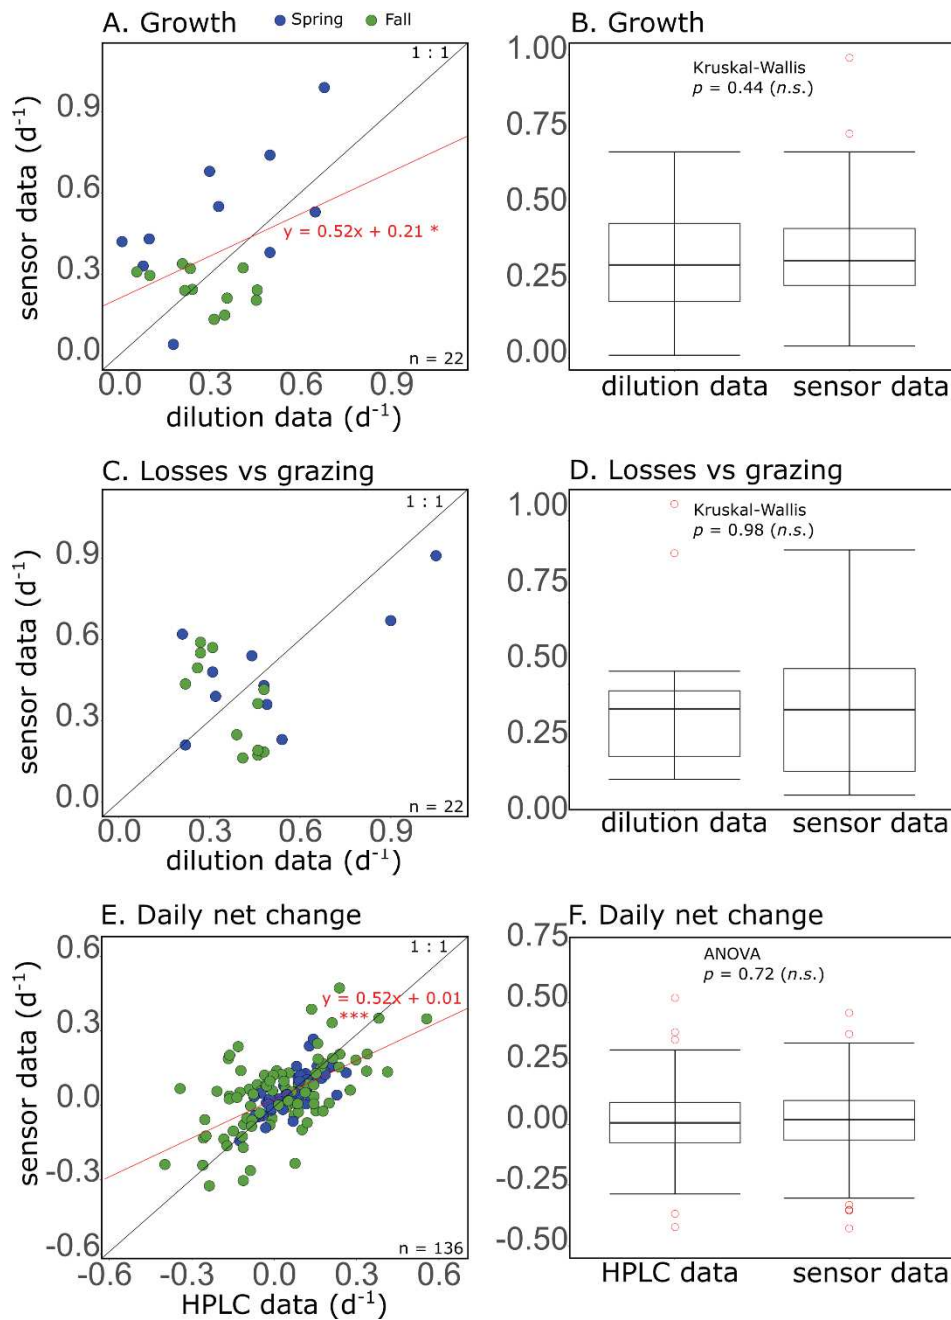 A. Growth
Spring
Fall
1 : 1
sensor data (d⁻¹)
0.9
0.6
0.3
0.0
y = 0.52x + 0.21 *
n = 22
0.0 0.3 0.6 0.9
dilution data (d⁻¹)
B. Growth
1.00
0.75
0.50
0.25
0.00
Kruskal-Wallis
p = 0.44 (n.s.)
dilution data sensor data
C. Losses vs grazing
1 : 1
sensor data (d⁻¹)
0.9
0.6
0.3
0.0
n = 22
0.0 0.3 0.6 0.9
dilution data (d⁻¹)
D. Losses vs grazing
1.00
0.75
0.50
0.25
0.00
Kruskal-Wallis
p = 0.98 (n.s.)
dilution data sensor data
E. Daily net change
1 : 1
sensor data (d⁻¹)
0.6
0.3
0.0
-0.3
-0.6
y = 0.52x + 0.01
***
n = 136
-0.6 -0.3 0.0 0.3 0.6
HPLC data (d⁻¹)
F. Daily net change
0.75
0.50
0.25
0.00
-0.25
-0.50
ANOVA
p = 0.72 (n.s.)
HPLC data sensor data